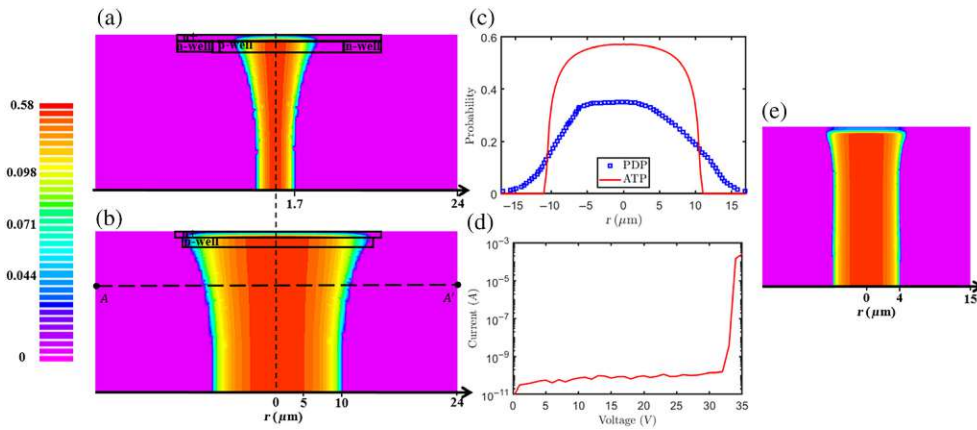 (a)
n-well
p-well
n-well
1.7
24
0.58
0.098
0.071
0.044
0
(b)
p-well
A
A'
0
5
10
24
r (μm)
(c)
0.6
0.4
0.2
0
Probability
PDP
ATP
-15
-10
-5
0
5
10
15
r (μm)
(d)
10⁻³
10⁻⁵
10⁻⁷
10⁻⁹
10⁻¹⁰
10⁻¹¹
Current (A)
0
5
10
15
20
25
30
35
Voltage (V)
(e)
0
4
15
r (μm)